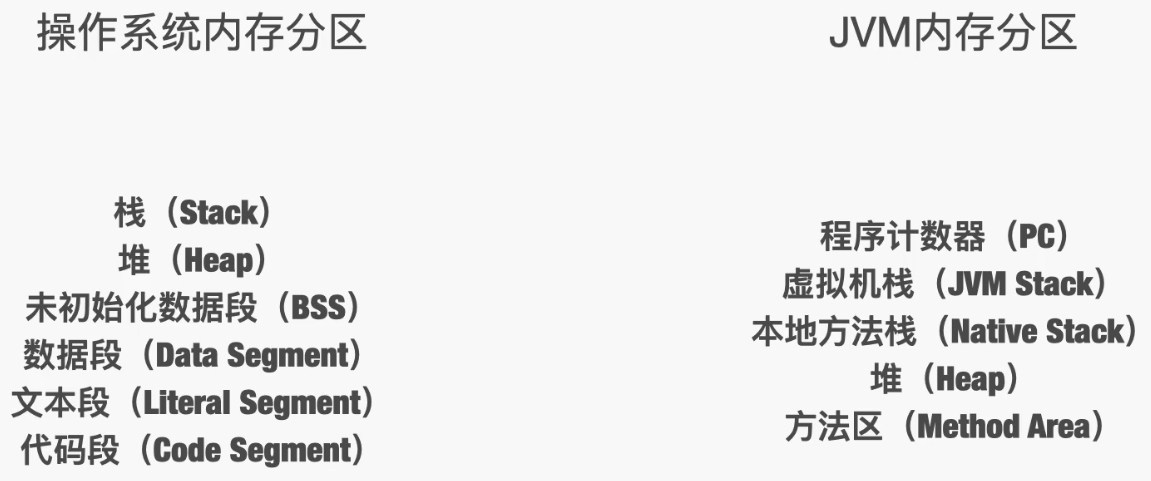 操作系统内存分区
栈（Stack）
堆（Heap）
未初始化数据段（BSS）
数据段（Data Segment）
文本段（Literal Segment）
代码段（Code Segment）
JVM内存分区
程序计数器（PC）
虚拟机栈（JVM Stack）
本地方法栈（Native Stack）
堆（Heap）
方法区（Method Area）